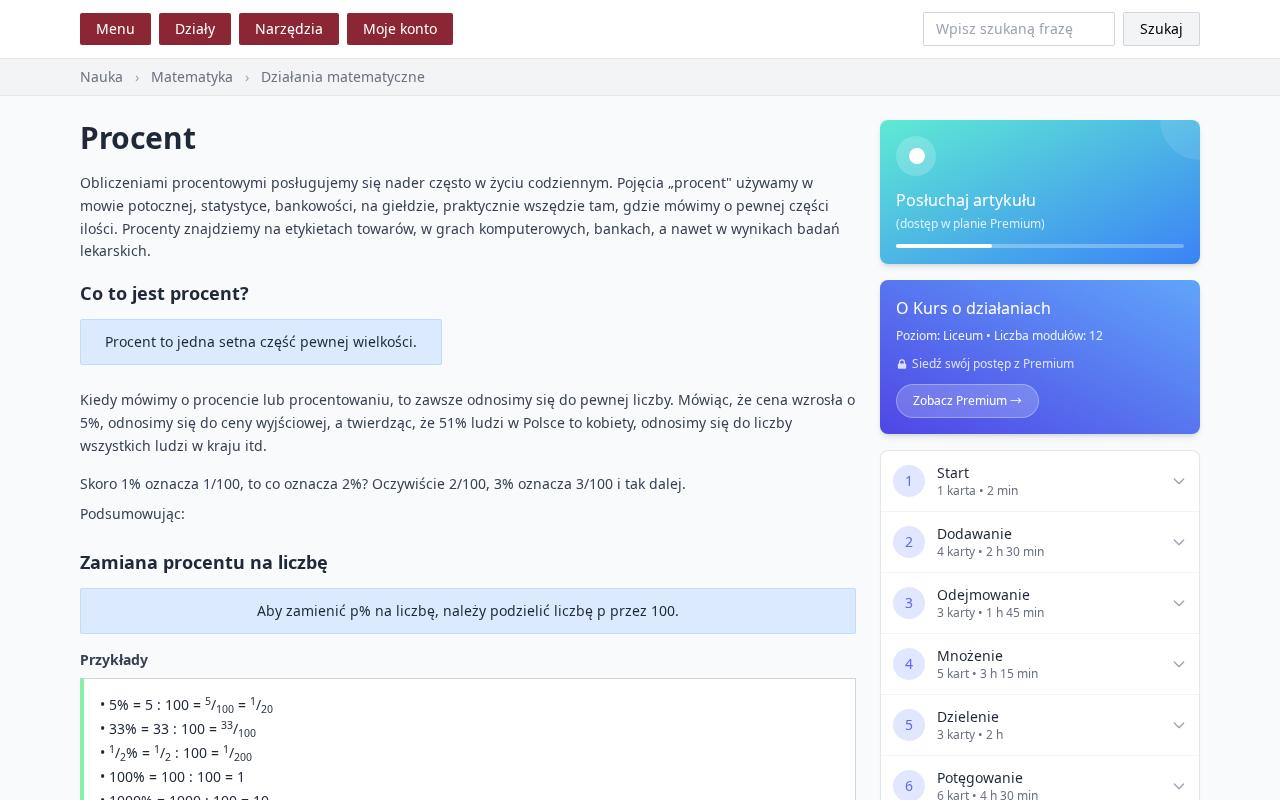 Menu Działy Narzędzia Moje konto Wpisz szukaną frazę Szukaj
Nauka › Matematyka › Działania matematyczne
Procent
Obliczeniami procentowymi posługujemy się nader często w życiu codziennym. Pojęcia „procent" używamy w
mowie potocznej, statystyce, bankowości, na giełdzie, praktycznie wszędzie tam, gdzie mówimy o pewnej części
ilości. Procenty znajdziemy na etykietach towarów, w grach komputerowych, bankach, a nawet w wynikach badań
lekarskich.
Co to jest procent?
Procent to jedna setna część pewnej wielkości.
Kiedy mówimy o procencie lub procentowaniu, to zawsze odnosimy się do pewnej liczby. Mówiąc, że cena wzrosła o
5%, odnosimy się do ceny wyjściowej, a twierdząc, że 51% ludzi w Polsce to kobiety, odnosimy się do liczby
wszystkich ludzi w kraju itd.
Skoro 1% oznacza 1/100, to co oznacza 2%? Oczywiście 2/100, 3% oznacza 3/100 i tak dalej.
Podsumowując:
Zamiana procentu na liczbę
Aby zamienić p% na liczbę, należy podzielić liczbę p przez 100.
Przykłady
• 5% = 5 : 100 = 5/100 = 1/20
• 33% = 33 : 100 = 33/100
• 1/2% = 1/2 : 100 = 1/200
• 100% = 100 : 100 = 1
• 1000% = 1000 : 100 = 10
Posłuchaj artykułu
(dostęp w planie Premium)
O Kurs o działaniach
Poziom: Liceum • Liczba modułów: 12
Siedź swój postęp z Premium
Zobacz Premium →
1 Start
1 karta • 2 min
2 Dodawanie
4 karty • 2 h 30 min
3 Odejmowanie
3 karty • 1 h 45 min
4 Mnożenie
5 kart • 3 h 15 min
5 Dzielenie
3 karty • 2 h
6 Potęgowanie
6 kart • 4 h 30 min